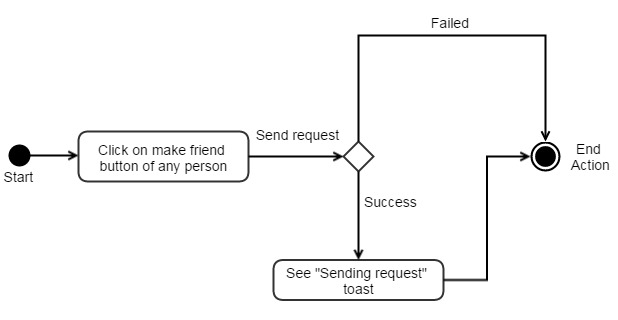 Failed
Send request
Click on make friend
button of any person
Start
End
Action
Success
See "Sending request"
toast